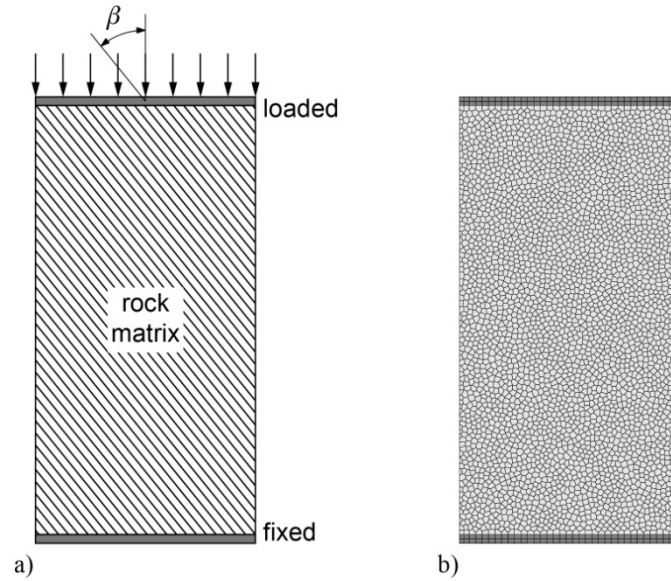 β
loaded
rock
matrix
fixed
a)
b)